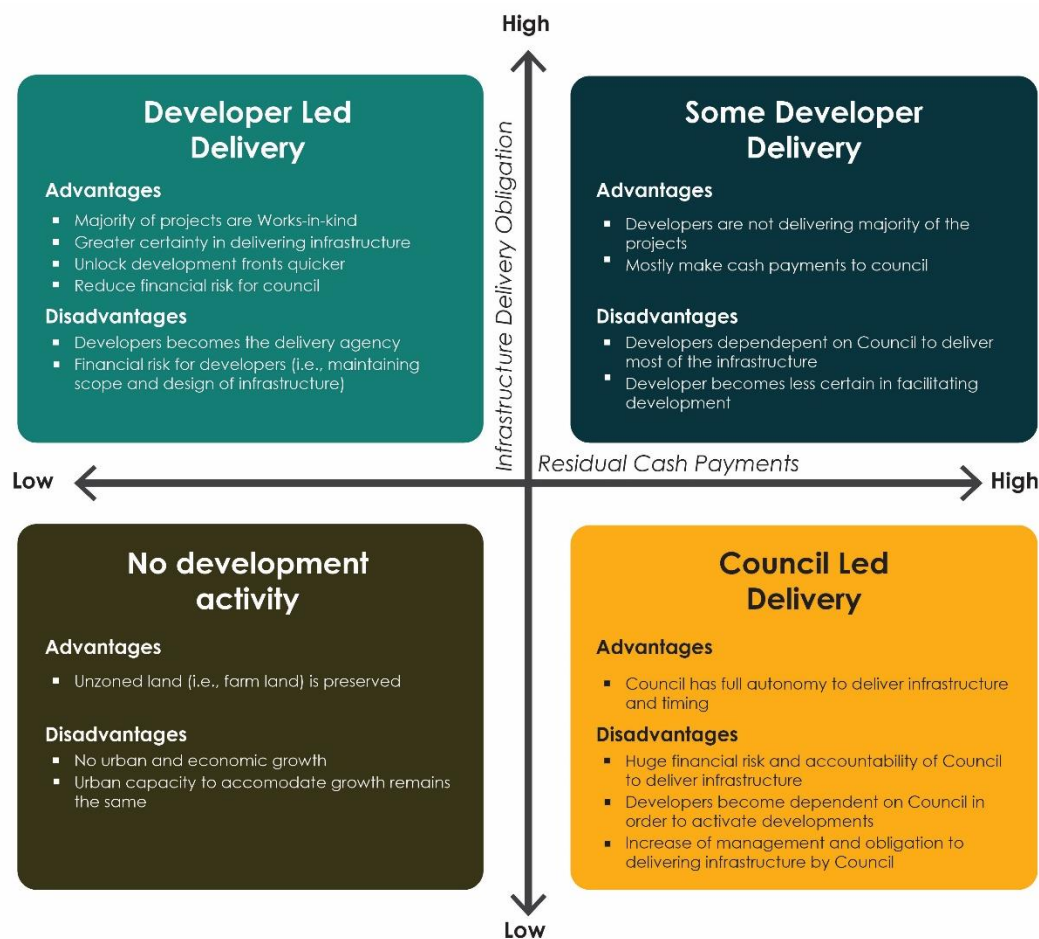 High
Developer Led
Delivery
Advantages
▪ Majority of projects are Works-in-kind
▪ Greater certainty in delivering infrastructure
▪ Unlock development fronts quicker
▪ Reduce financial risk for council
Disadvantages
▪ Developers becomes the delivery agency
▪ Financial risk for developers (i.e., maintaining
scope and design of infrastructure)
Infrastructure Delivery Obligation
Some Developer
Delivery
Advantages
▪ Developers are not delivering majority of the
projects
▪ Mostly make cash payments to council
Disadvantages
▪ Developers dependepent on Council to deliver
most of the infrastructure
▪ Developer becomes less certain in facilitating
development
Low
Residual Cash Payments
High
No development
activity
Advantages
▪ Unzoned land (i.e., farm land) is preserved
Disadvantages
▪ No urban and economic growth
▪ Urban capacity to accomodate growth remains
the same
Council Led
Delivery
Advantages
▪ Council has full autonomy to deliver infrastructure
and timing
Disadvantages
▪ Huge financial risk and accountability of Council
to deliver infrastructure
▪ Developers become dependent on Council in
order to activate developments
▪ Increase of management and obligation to
delivering infrastructure by Council
Low